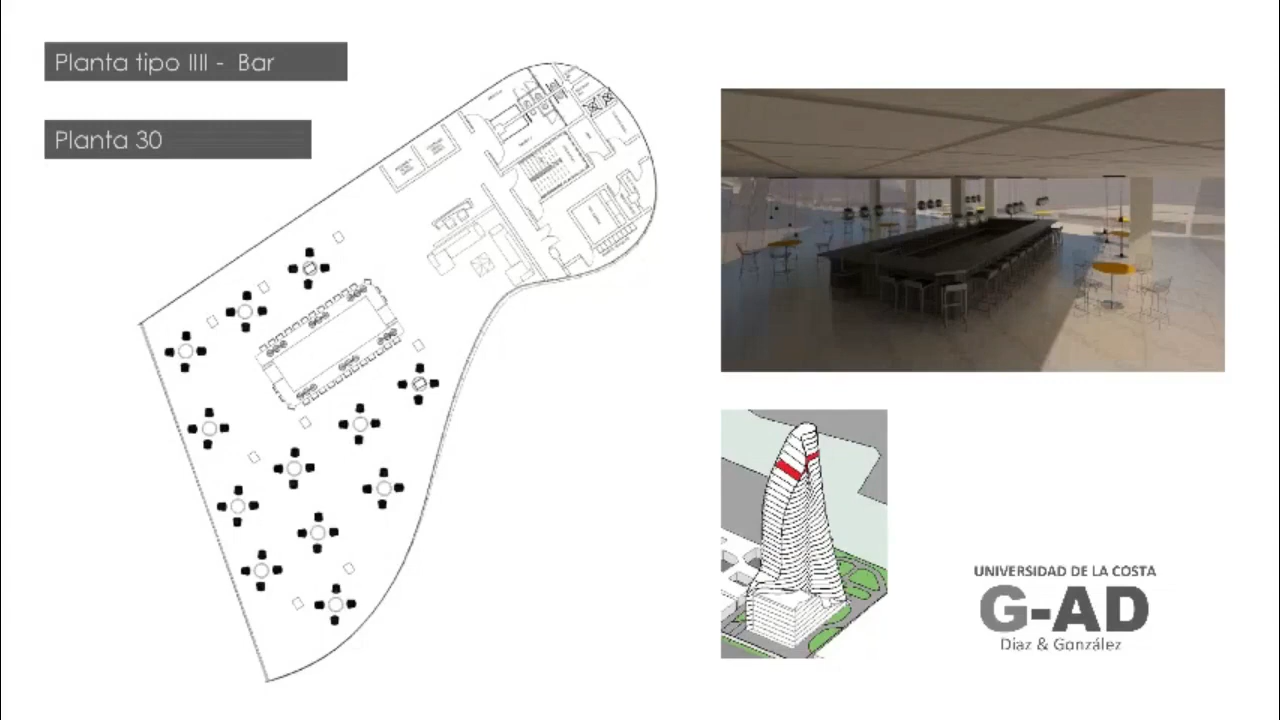 Planta tipo IIII - Bar
Planta 30
UNIVERSIDAD DE LA COSTA
G-AD
Díaz & González